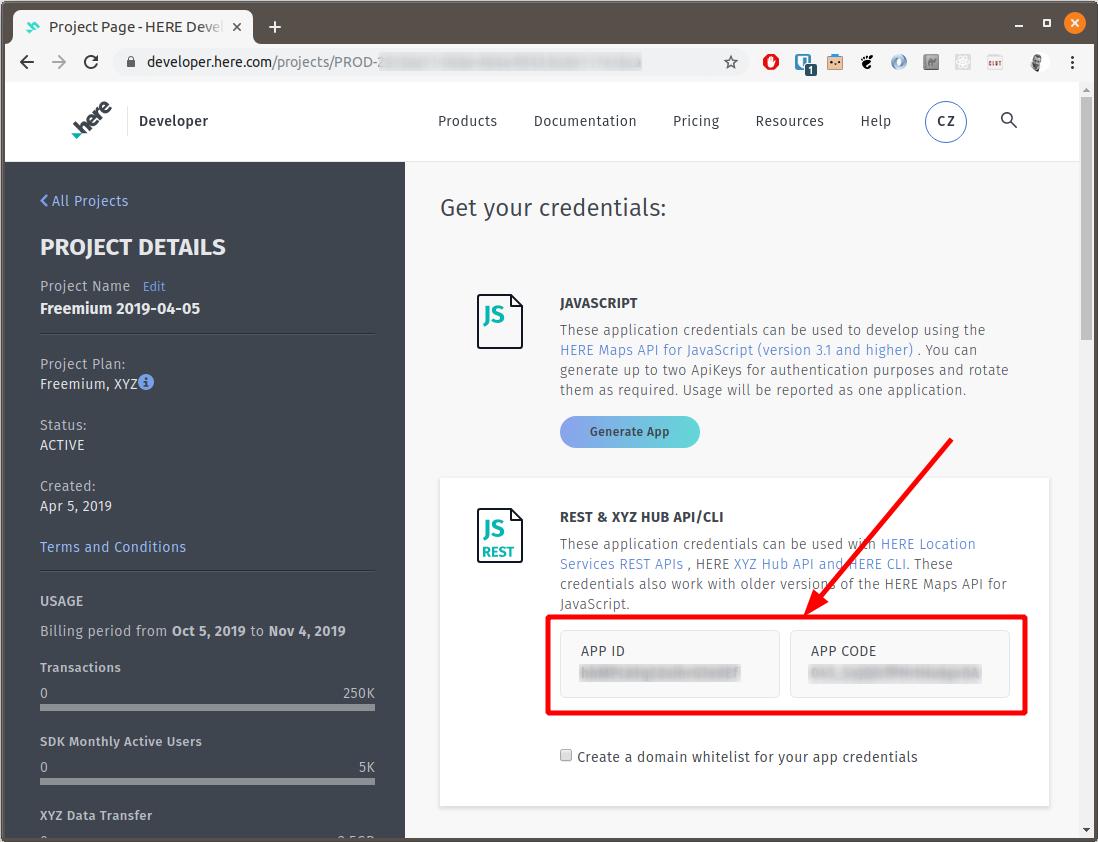 Project Page - HERE Deve
developer.here.com/projects/PROD-
1
CLUT
here
Developer
Products
Documentation
Pricing
Resources
Help
CZ
All Projects
PROJECT DETAILS
Project Name Edit
Freemium 2019-04-05
Project Plan:
Freemium, XYZ
Status:
ACTIVE
Created:
Apr 5, 2019
Terms and Conditions
USAGE
Billing period from Oct 5, 2019 to Nov 4, 2019
Transactions
0 250K
SDK Monthly Active Users
0 5K
XYZ Data Transfer
Get your credentials:
JS
JAVASCRIPT
These application credentials can be used to develop using the
HERE Maps API for JavaScript (version 3.1 and higher) . You can
generate up to two ApiKeys for authentication purposes and rotate
them as required. Usage will be reported as one application.
Generate App
JS
REST
REST & XYZ HUB API/CLI
These application credentials can be used with HERE Location
Services REST APIs , HERE XYZ Hub API and HERE CLI. These
credentials also work with older versions of the HERE Maps API for
JavaScript.
APP ID
APP CODE
Create a domain whitelist for your app credentials